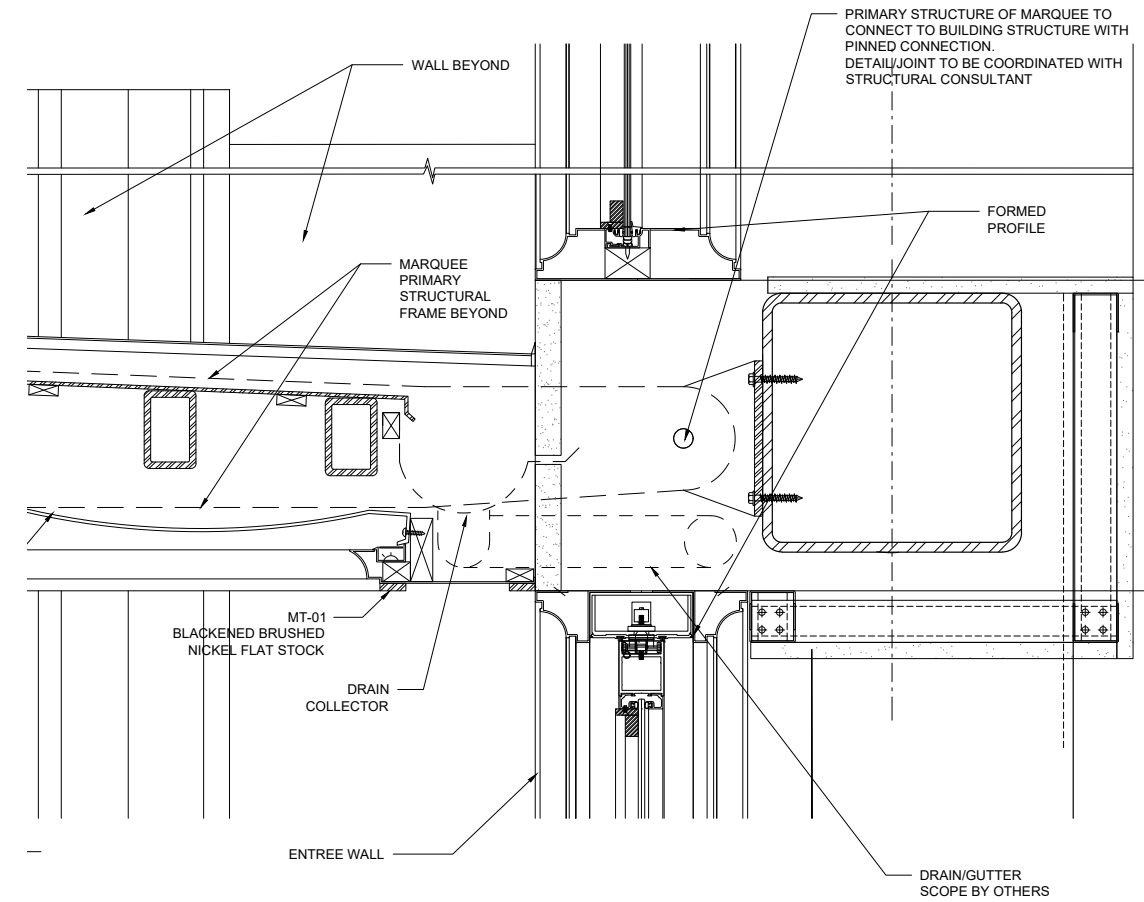 PRIMARY STRUCTURE OF MARQUEE TO
CONNECT TO BUILDING STRUCTURE WITH
PINNED CONNECTION.
DETAIL/JOINT TO BE COORDINATED WITH
STRUCTURAL CONSULTANT
WALL BEYOND
FORMED
PROFILE
MARQUEE
PRIMARY
STRUCTURAL
FRAME BEYOND
MT-01
BLACKENED BRUSHED
NICKEL FLAT STOCK
DRAIN
COLLECTOR
ENTREE WALL
DRAIN/GUTTER
SCOPE BY OTHERS